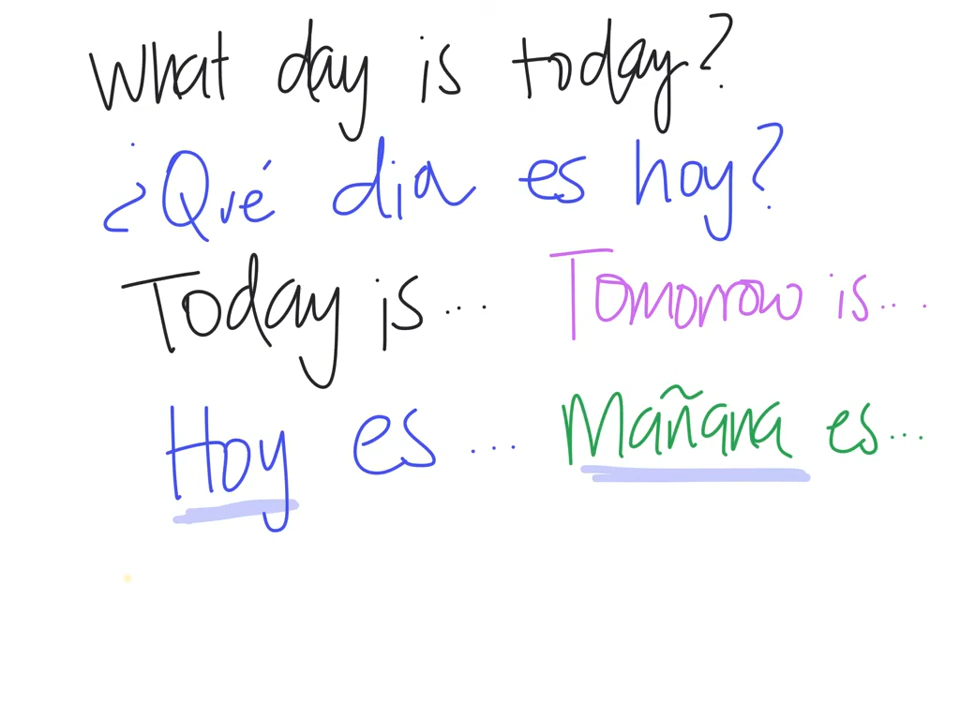 What day is today?
¿Qué dia es hoy?
Today is... Tomorrow is...
Hoy es ... Mañana es...